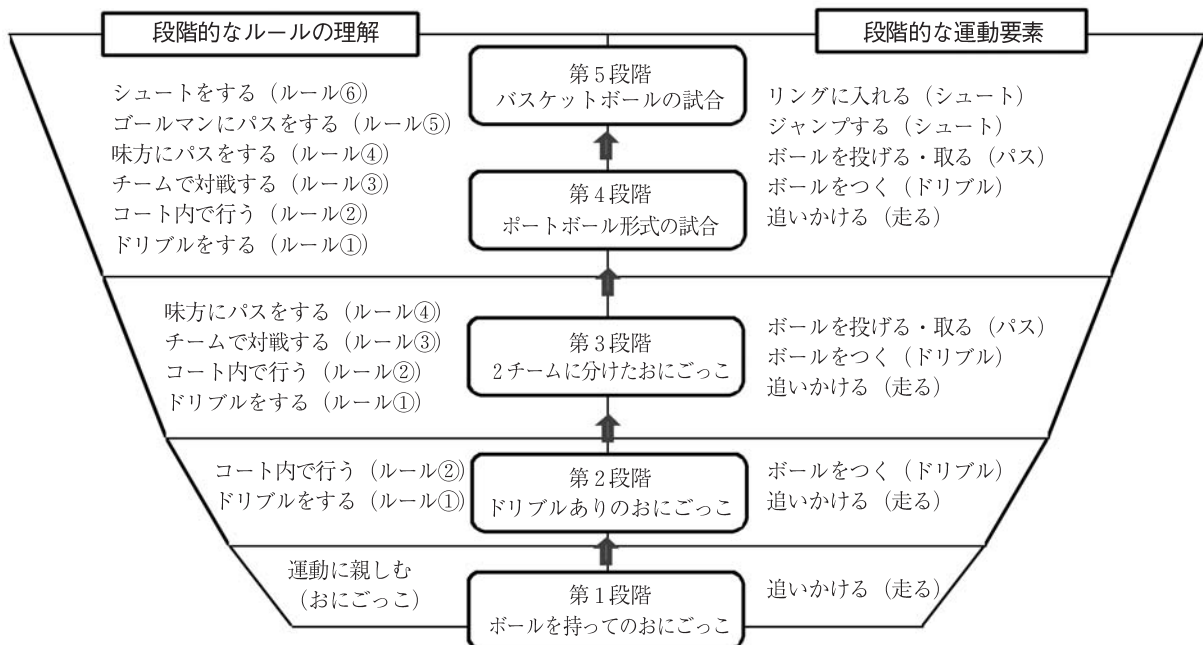 段階的なルールの理解
段階的な運動要素
第5段階
バスケットボールの試合
シュートをする（ルール⑥）
ゴールマンにパスをする（ルール⑤）
味方にパスをする（ルール④）
チームで対戦する（ルール③）
コート内で行う（ルール②）
ドリブルをする（ルール①）
第4段階
ポートボール形式の試合
リングに入れる（シュート）
ジャンプする（シュート）
ボールを投げる・取る（パス）
ボールをつく（ドリブル）
追いかける（走る）
味方にパスをする（ルール④）
チームで対戦する（ルール③）
コート内で行う（ルール②）
ドリブルをする（ルール①）
第3段階
2チームに分けたおにごっこ
ボールを投げる・取る（パス）
ボールをつく（ドリブル）
追いかける（走る）
コート内で行う（ルール②）
ドリブルをする（ルール①）
第2段階
ドリブルありのおにごっこ
ボールをつく（ドリブル）
追いかける（走る）
運動に親しむ
（おにごっこ）
第1段階
ボールを持ってのおにごっこ
追いかける（走る）